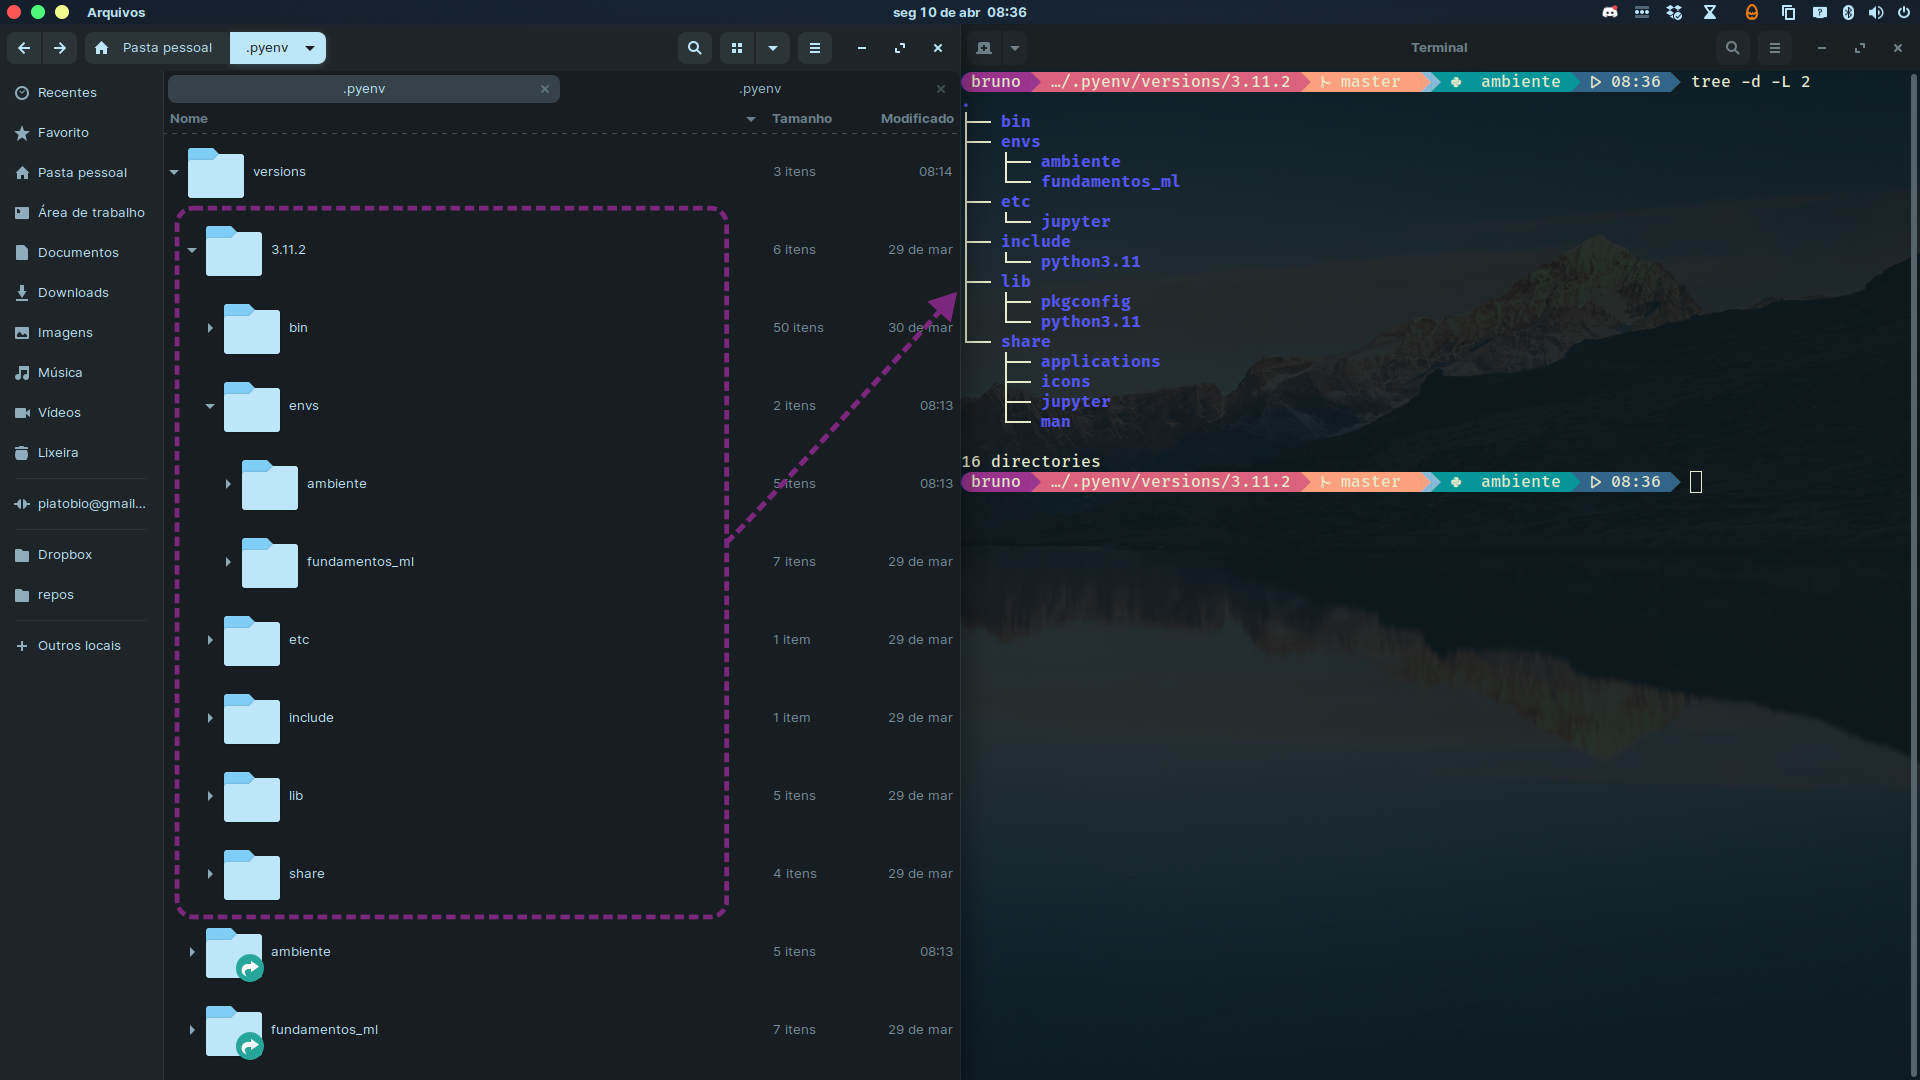 Arquivos
seg 10 de abr 08:36
Pasta pessoal
.pyenv
Recentes
Favorito
Pasta pessoal
Área de trabalho
Documentos
Downloads
Imagens
Música
Vídeos
Lixeira
piatobio@gmail...
Dropbox
repos
Outros locais
.pyenv
.pyenv
Nome Tamanho Modificado
versions 3 itens 08:14
3.11.2 6 itens 29 de mar
bin 50 itens 30 de mar
envs 2 itens 08:13
ambiente 5 itens 08:13
fundamentos_ml 7 itens 29 de mar
etc 1 item 29 de mar
include 1 item 29 de mar
lib 5 itens 29 de mar
share 4 itens 29 de mar
ambiente 5 itens 08:13
fundamentos_ml 7 itens 29 de mar
Terminal
bruno …/.pyenv/versions/3.11.2 master ambiente 08:36 tree -d -L 2
.
├── bin
├── envs
│   ├── ambiente
│   └── fundamentos_ml
├── etc
│   └── jupyter
├── include
│   └── python3.11
├── lib
│   ├── pkgconfig
│   └── python3.11
└── share
    ├── applications
    ├── icons
    ├── jupyter
    └── man
16 directories
bruno …/.pyenv/versions/3.11.2 master ambiente 08:36